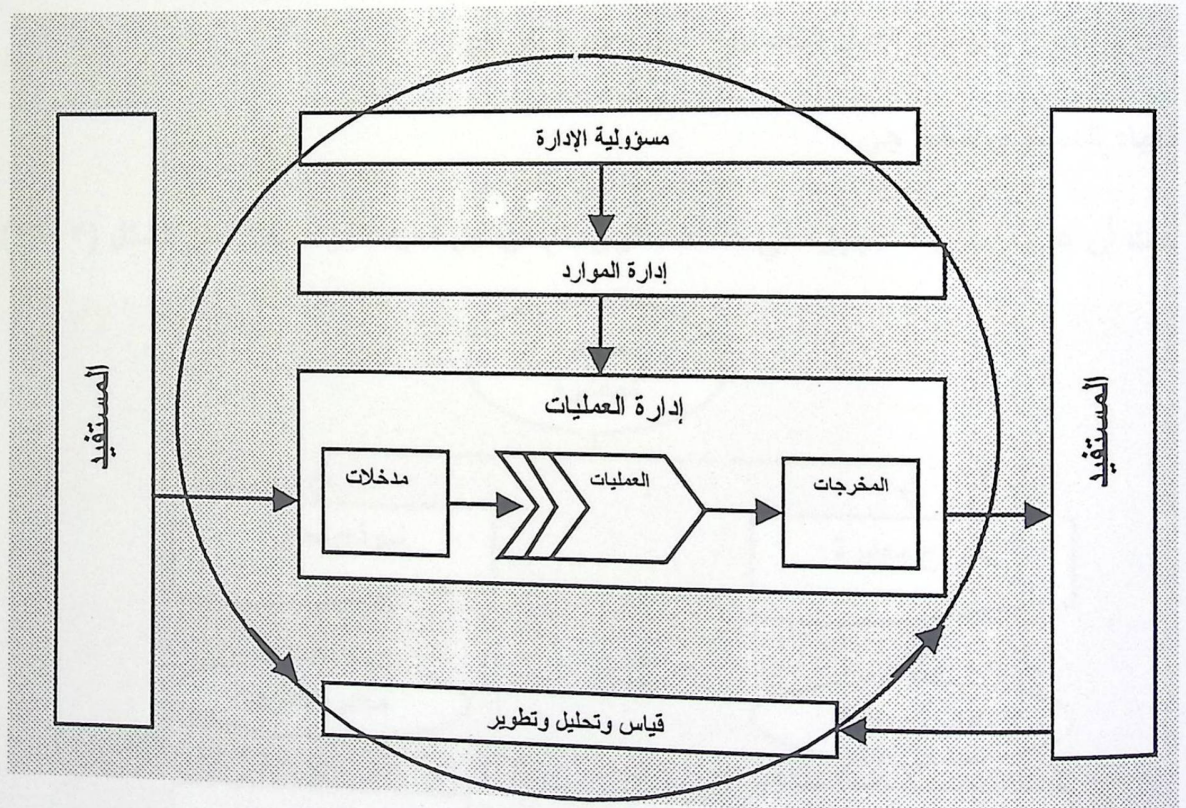 مسؤولية الإدارة
إدارة الموارد
المستفيد
المستفيد
إدارة العمليات
المخرجات
العمليات
مدخلات
قياس وتحليل وتطوير